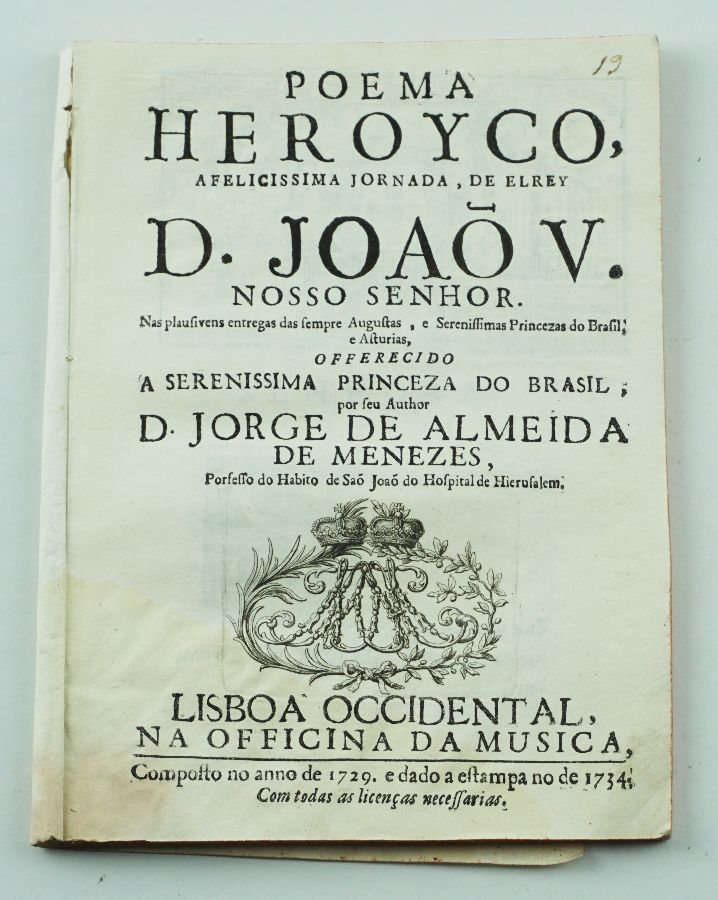 19
POEMA
HEROYCO,
A FELICISSIMA JORNADA, DE ELREY
D. JOAÕ V.
NOSSO SENHOR.
Nas plausivens entregas das sempre Augustas, e Serenissimas Princezas do Brasil;
e Asturias,
OFFERECIDO
A SERENISSIMA PRINCEZA DO BRASIL;
por seu Author
D. JORGE DE ALMEIDA
DE MENEZES,
Porfesso do Habito de Saõ Joaõ do Hospital de Hierusalem.
LISBOA OCCIDENTAL,
NA OFFICINA DA MUSICA,
Composto no anno de 1729. e dado a estampa no de 1734.
Com todas as licenças necessarias.